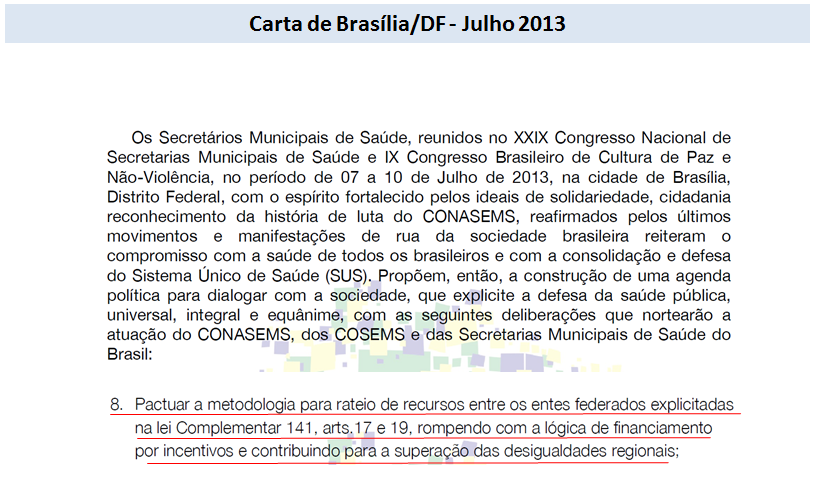 Carta de Brasília/DF - Julho 2013
Os Secretários Municipais de Saúde, reunidos no XXIX Congresso Nacional de
Secretarias Municipais de Saúde e IX Congresso Brasileiro de Cultura de Paz e
Não-Violência, no período de 07 a 10 de Julho de 2013, na cidade de Brasília,
Distrito Federal, com o espírito fortalecido pelos ideais de solidariedade, cidadania
reconhecimento da história de luta do CONASEMS, reafirmados pelos últimos
movimentos e manifestações de rua da sociedade brasileira reiteram o
compromisso com a saúde de todos os brasileiros e com a consolidação e defesa
do Sistema Único de Saúde (SUS). Propõem, então, a construção de uma agenda
política para dialogar com a sociedade, que explicite a defesa da saúde pública,
universal, integral e equânime, com as seguintes deliberações que nortearão a
atuação do CONASEMS, dos COSEMS e das Secretarias Municipais de Saúde do
Brasil:
8. Pactuar a metodologia para rateio de recursos entre os entes federados explicitadas
na lei Complementar 141, arts.17 e 19, rompendo com a lógica de financiamento
por incentivos e contribuindo para a superação das desigualdades regionais;